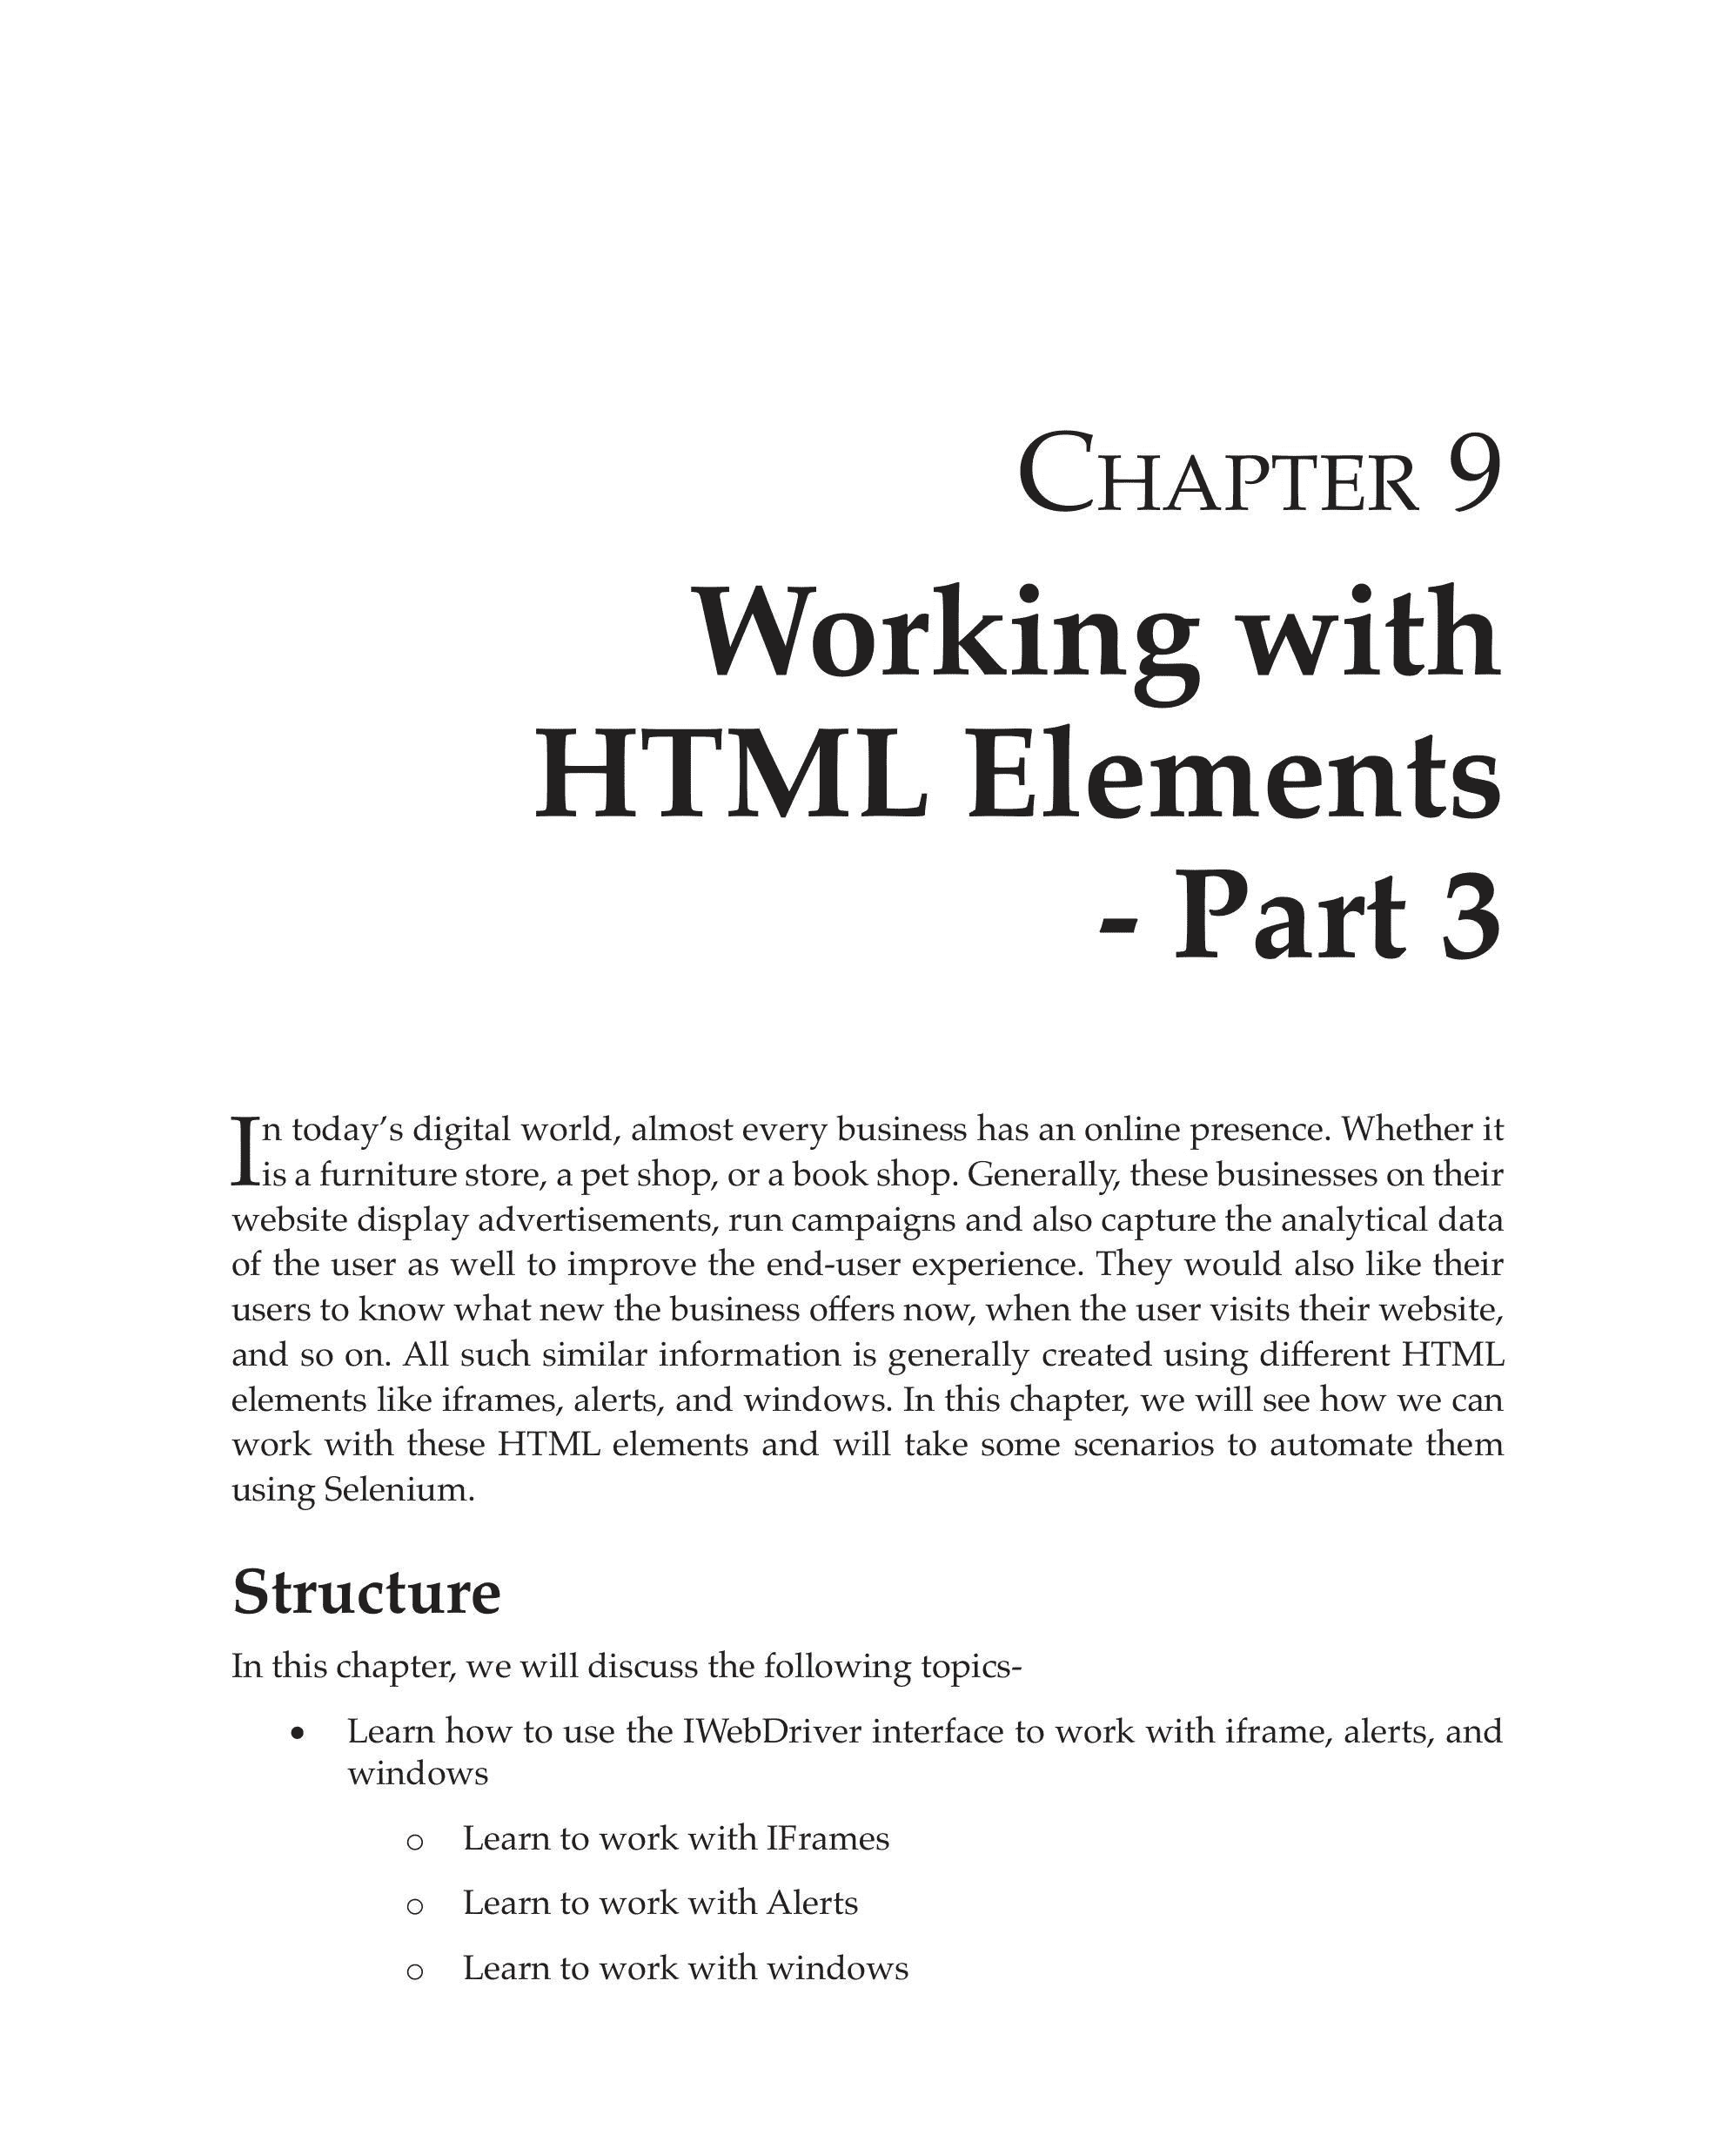 CHAPTER 9
Working with
HTML Elements
- Part 3
In today's digital world, almost every business has an online presence. Whether it
is a furniture store, a pet shop, or a book shop. Generally, these businesses on their
website display advertisements, run campaigns and also capture the analytical data
of the user as well to improve the end-user experience. They would also like their
users to know what new the business offers now, when the user visits their website,
and so on. All such similar information is generally created using different HTML
elements like iframes, alerts, and windows. In this chapter, we will see how we can
work with these HTML elements and will take some scenarios to automate them
using Selenium.
Structure
In this chapter, we will discuss the following topics-
• Learn how to use the IWebDriver interface to work with iframe, alerts, and
windows
○ Learn to work with IFrames
○ Learn to work with Alerts
○ Learn to work with windows